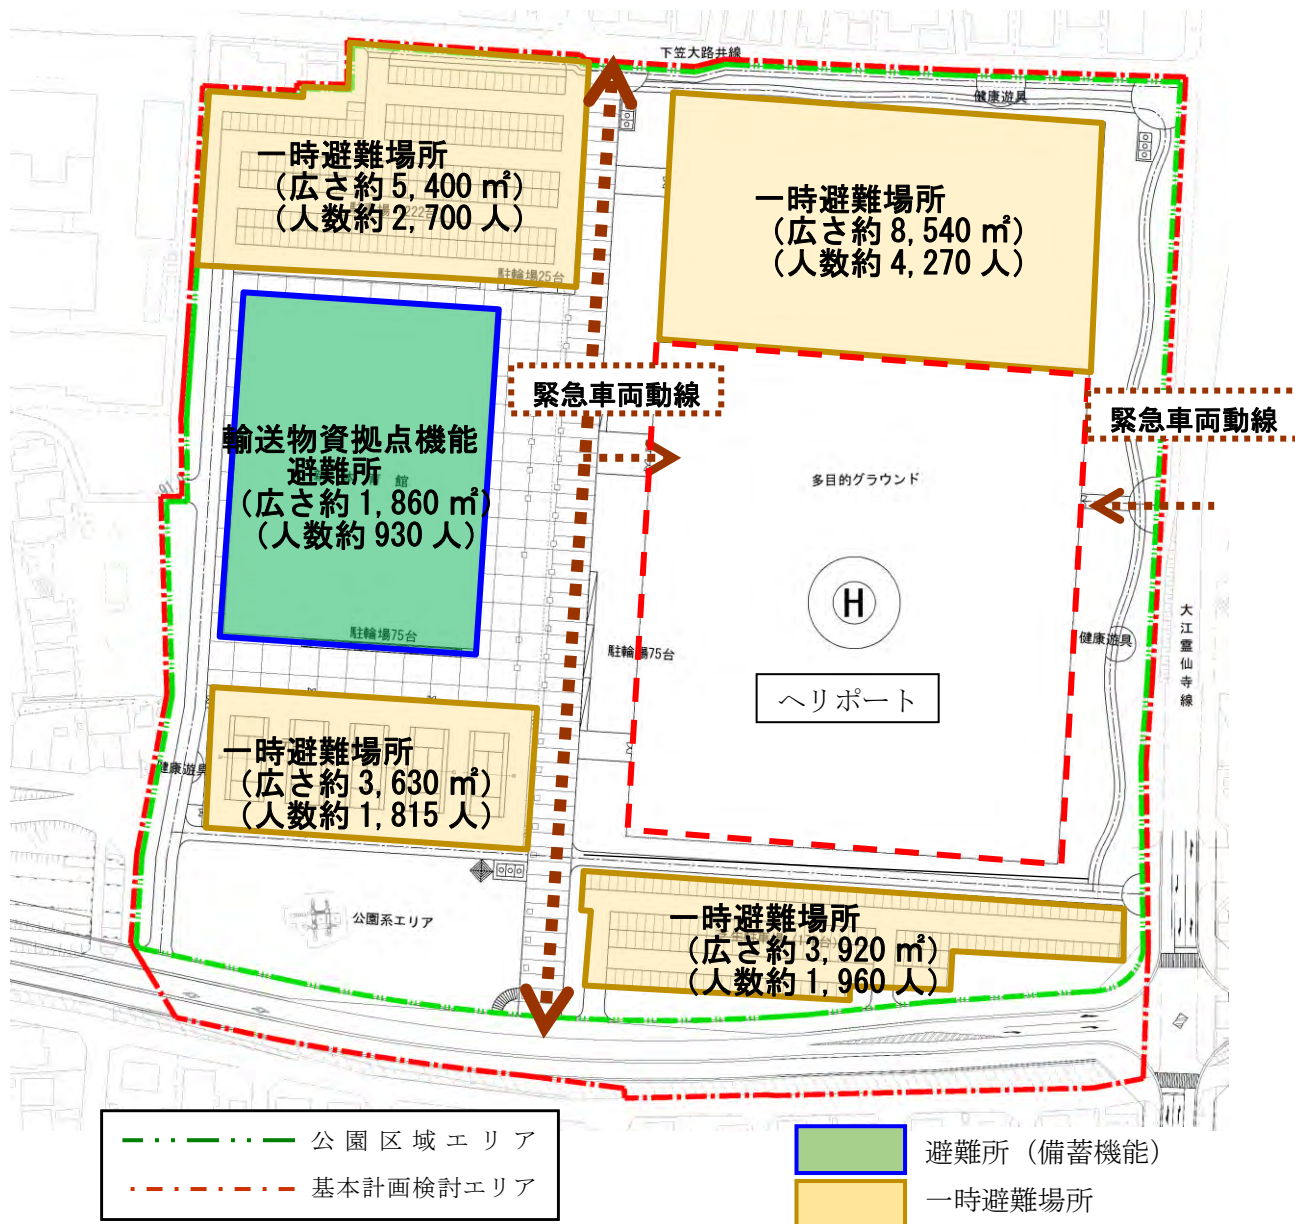 下笠大路井線
健康遊具
一時避難場所
(広さ約 5,400 ㎡)
(人数約 2,700 人)
駐輪場25台
一時避難場所
(広さ約 8,540 ㎡)
(人数約 4,270 人)
緊急車両動線
緊急車両動線
輸送物資拠点機能
避難所
(広さ約 1,860 ㎡)
(人数約 930 人)
駐輪場75台
多目的グラウンド
H
ヘリポート
駐輪場75台
健康遊具
大江霊仙寺線
一時避難場所
(広さ約 3,630 ㎡)
(人数約 1,815 人)
健康遊具
公園系エリア
一時避難場所
(広さ約 3,920 ㎡)
(人数約 1,960 人)
公園区域エリア
基本計画検討エリア
避難所（備蓄機能）
一時避難場所